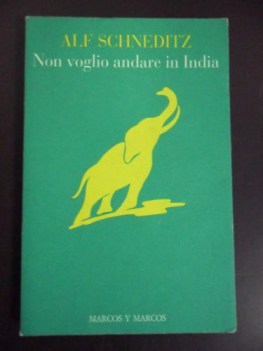 ALF SCHNEDITZ
Non voglio andare in India
MARCOS Y MARCOS